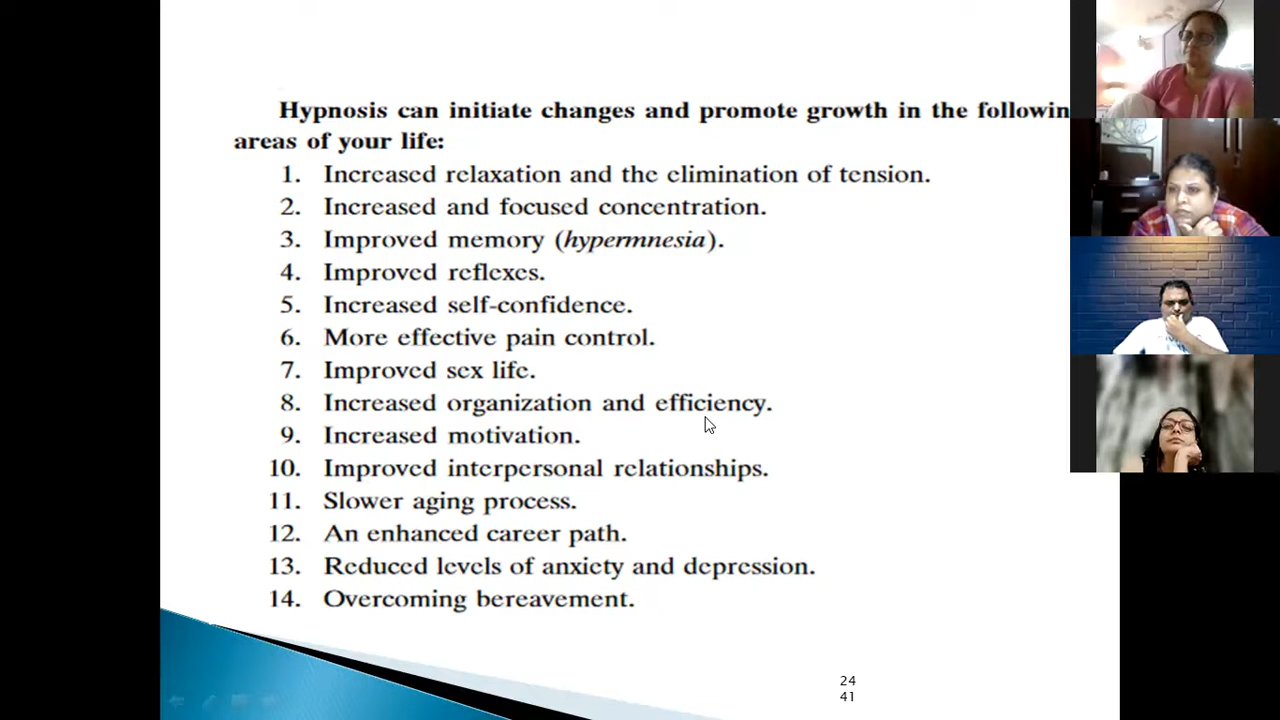 Hypnosis can initiate changes and promote growth in the followin
areas of your life:
1. Increased relaxation and the elimination of tension.
2. Increased and focused concentration.
3. Improved memory (hypermnesia).
4. Improved reflexes.
5. Increased self-confidence.
6. More effective pain control.
7. Improved sex life.
8. Increased organization and efficiency.
9. Increased motivation.
10. Improved interpersonal relationships.
11. Slower aging process.
12. An enhanced career path.
13. Reduced levels of anxiety and depression.
14. Overcoming bereavement.
24
41